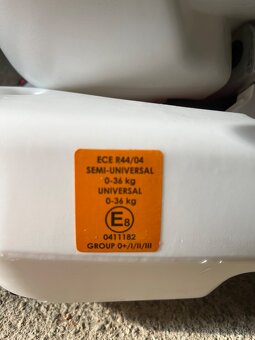 ECE R44/04
SEMI-UNIVERSAL
0-36 kg
UNIVERSAL
0-36 kg
E8
0411182
GROUP 0+/I/II/III